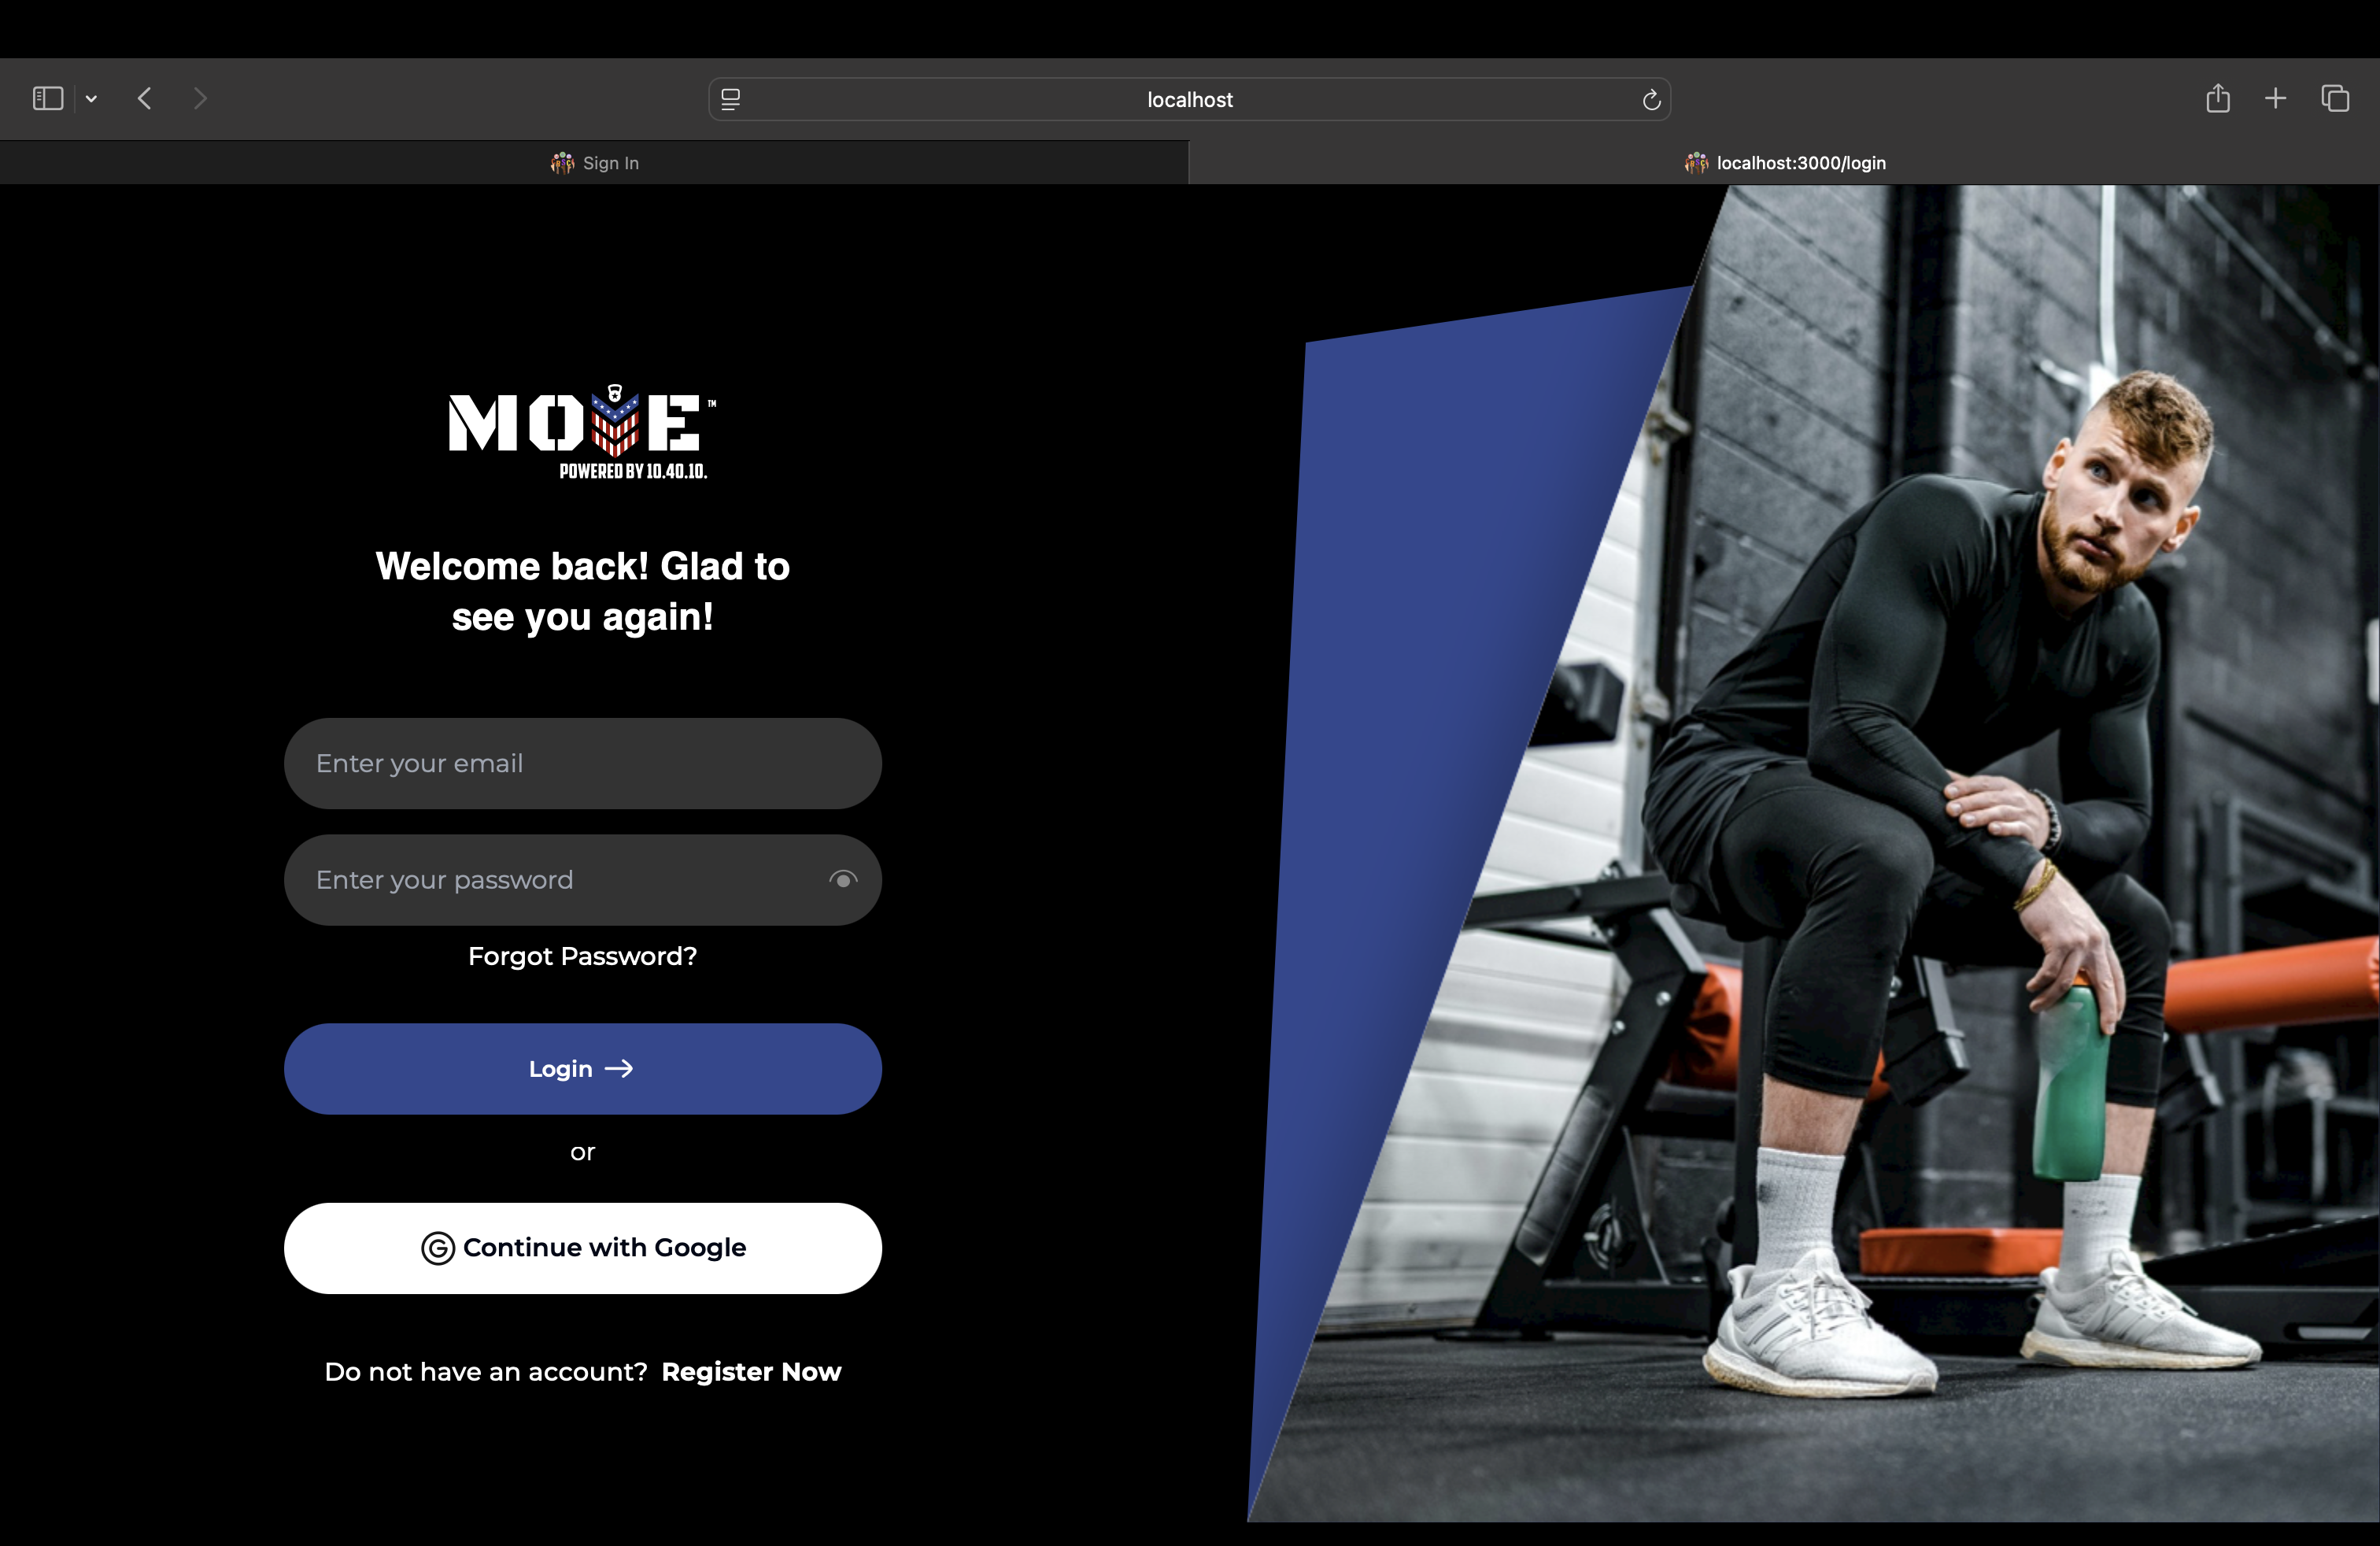 localhost
Sign In
localhost:3000/login
MOVE™
POWERED BY 10.40.10.
Welcome back! Glad to
see you again!
Enter your email
Enter your password
Forgot Password?
Login →
or
G Continue with Google
Do not have an account? Register Now